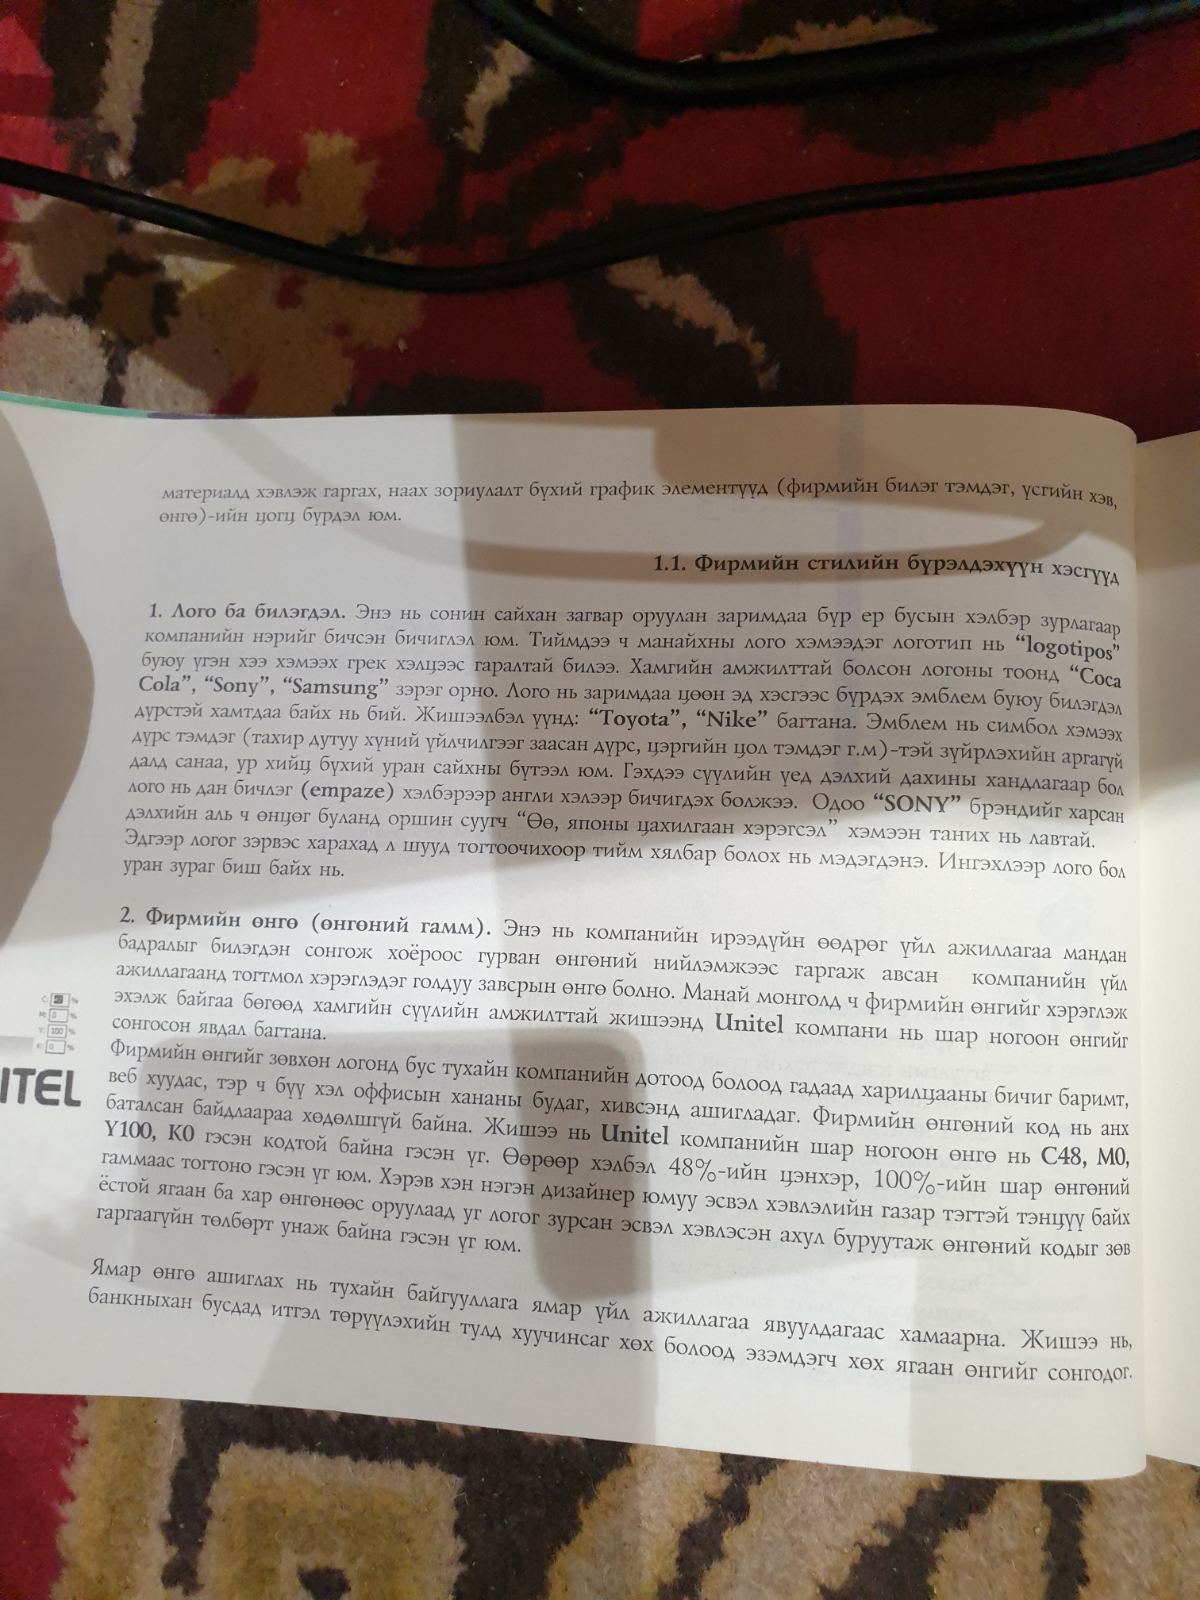 материалд хэвлэж гаргах, наах зориулалт бүхий график элементүүд (фирмийн билэг тэмдэг, үсгийн хэв,
өнгө)-ийн цогц бүрдэл юм.
1.1. Фирмийн стилийн бүрэлдэхүүн хэсгүүд
1. Лого ба билэгдэл. Энэ нь сонин сайхан загвар оруулан заримдаа бүр ер бусын хэлбэр зурлагаар
компанийн нэрийг бичсэн бичиглэл юм. Тиймдээ ч манайхны лого хэмээдэг логотип нь “logotipos”
буюу үгэн хээ хэмээх грек хэлцээс гаралтай билээ. Хамгийн амжилттай болсон логоны тоонд “Coca
Cola”, “Sony”, “Samsung” зэрэг орно. Лого нь заримдаа цөөн эд хэсгээс бүрдэх эмблем буюу билэгдэл
дүрстэй хамтдаа байх нь бий. Жишээлбэл үүнд: “Toyota”, “Nike” багтана. Эмблем нь симбол хэмээх
дүрс тэмдэг (тахир дутуу хүний үйлчилгээг заасан дүрс, цэргийн цол тэмдэг г.м)-тэй зүйрлэхийн аргагүй
далд санаа, ур хийц бүхий уран сайхны бүтээл юм. Гэхдээ сүүлийн үед дэлхий дахины хандлагаар бол
лого нь дан бичлэг (empaze) хэлбэрээр англи хэлээр бичигдэх болжээ. Одоо “SONY” брэндийг харсан
дэлхийн аль ч өнцөг буланд оршин суугч “Өө, японы цахилгаан хэрэгсэл” хэмээн таних нь лавтай.
Эдгээр логог зэрвэс харахад л шууд тогтоочихоор тийм хялбар болох нь мэдэгдэнэ. Ингэхлээр лого бол
уран зураг биш байх нь.
2. Фирмийн өнгө (өнгөний гамм). Энэ нь компанийн ирээдүйн өөдрөг үйл ажиллагаа мандан
бадралыг билэгдэн сонгож хоёроос гурван өнгөний нийлэмжээс гаргаж авсан компанийн үйл
ажиллагаанд тогтмол хэрэглэдэг голдуу завсрын өнгө болно. Манай монголд ч фирмийн өнгийг хэрэглэж
эхэлж байгаа бөгөөд хамгийн сүүлийн амжилттай жишээнд Unitel компани нь шар ногоон өнгийг
сонгосон явдал багтана.
Фирмийн өнгийг зөвхөн логонд бус тухайн компанийн дотоод болоод гадаад харилцааны бичиг баримт,
веб хуудас, тэр ч бүү хэл оффисын хананы будаг, хивсэнд ашигладаг. Фирмийн өнгөний код нь анх
баталсан байдлаараа хөдөлшгүй байна. Жишээ нь Unitel компанийн шар ногоон өнгө нь C48, M0,
Y100, K0 гэсэн кодтой байна гэсэн үг. Өөрөөр хэлбэл 48%-ийн цэнхэр, 100%-ийн шар өнгөний
гаммаас тогтоно гэсэн үг юм. Хэрэв хэн нэгэн дизайнер юмуу эсвэл хэвлэлийн газар тэгтэй тэнцүү байх
ёстой ягаан ба хар өнгөнөөс оруулаад уг логог зурсан эсвэл хэвлэсэн ахул буруутаж өнгөний кодыг зөв
гаргаагүйн төлбөрт унаж байна гэсэн үг юм.
Ямар өнгө ашиглах нь тухайн байгууллага ямар үйл ажиллагаа явуулдагаас хамаарна. Жишээ нь,
банкныхан бусдад итгэл төрүүлэхийн тулд хуучинсаг хөх болоод эзэмдэгч хөх ягаан өнгийг сонгодог.
M: 0 %
Y: 100 %
K: 0 %
ITEL